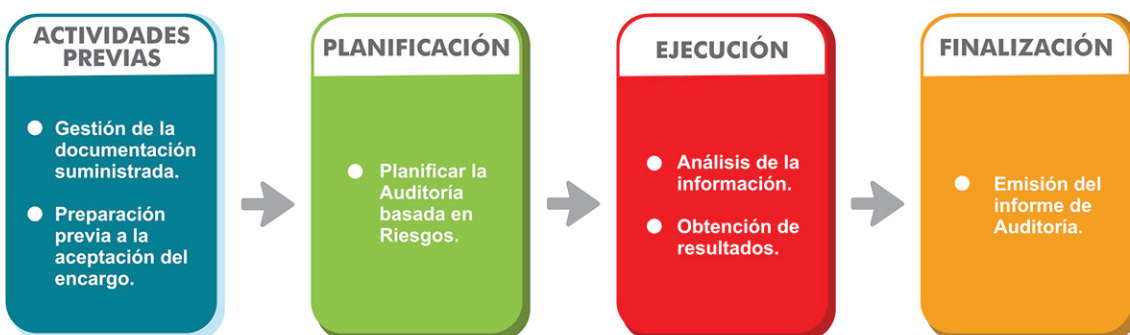 ACTIVIDADES
PREVIAS
Gestión de la
documentación
suministrada.
Preparación
previa a la
aceptación del
encargo.
PLANIFICACIÓN
Planificar la
Auditoría
basada en
Riesgos.
EJECUCIÓN
Análisis de la
información.
Obtención de
resultados.
FINALIZACIÓN
Emisión del
informe de
Auditoría.